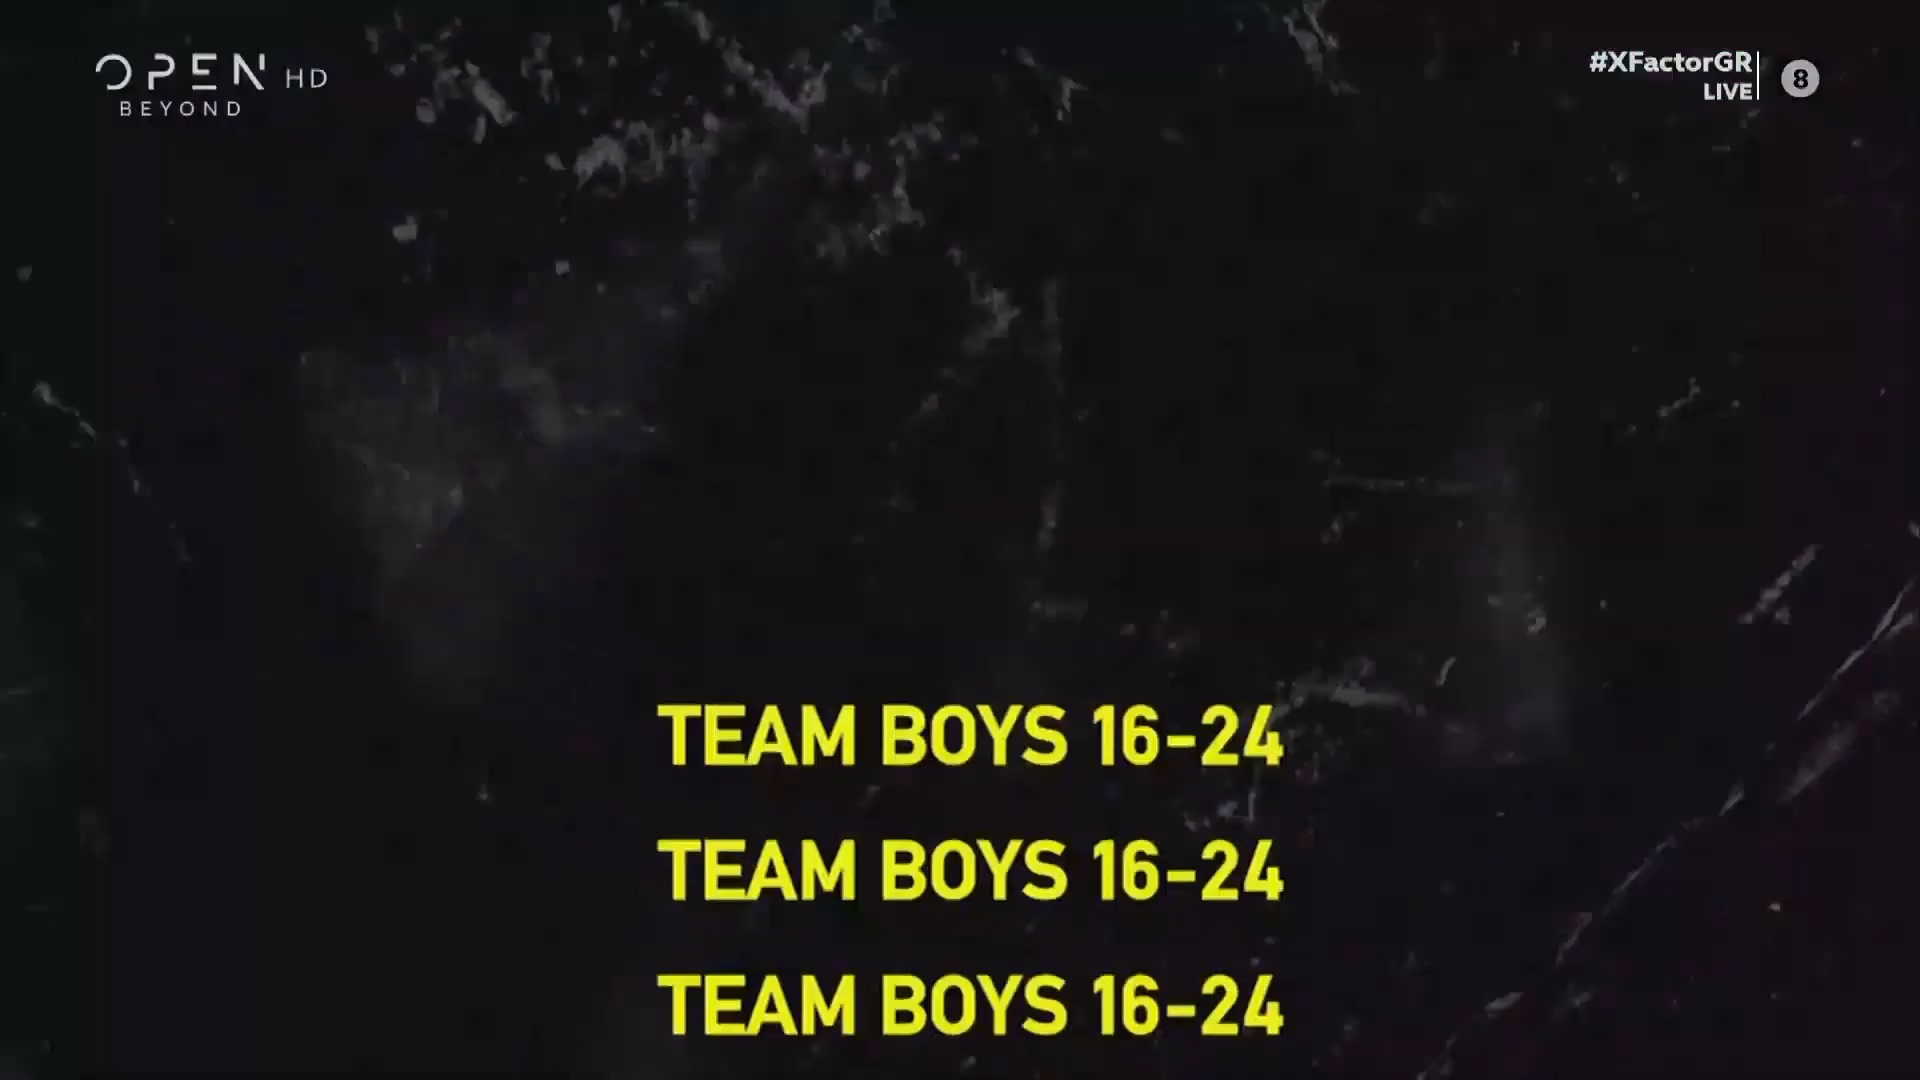 OPEN HD
BEYOND
#XFactorGR
LIVE
8
TEAM BOYS 16-24
TEAM BOYS 16-24
TEAM BOYS 16-24